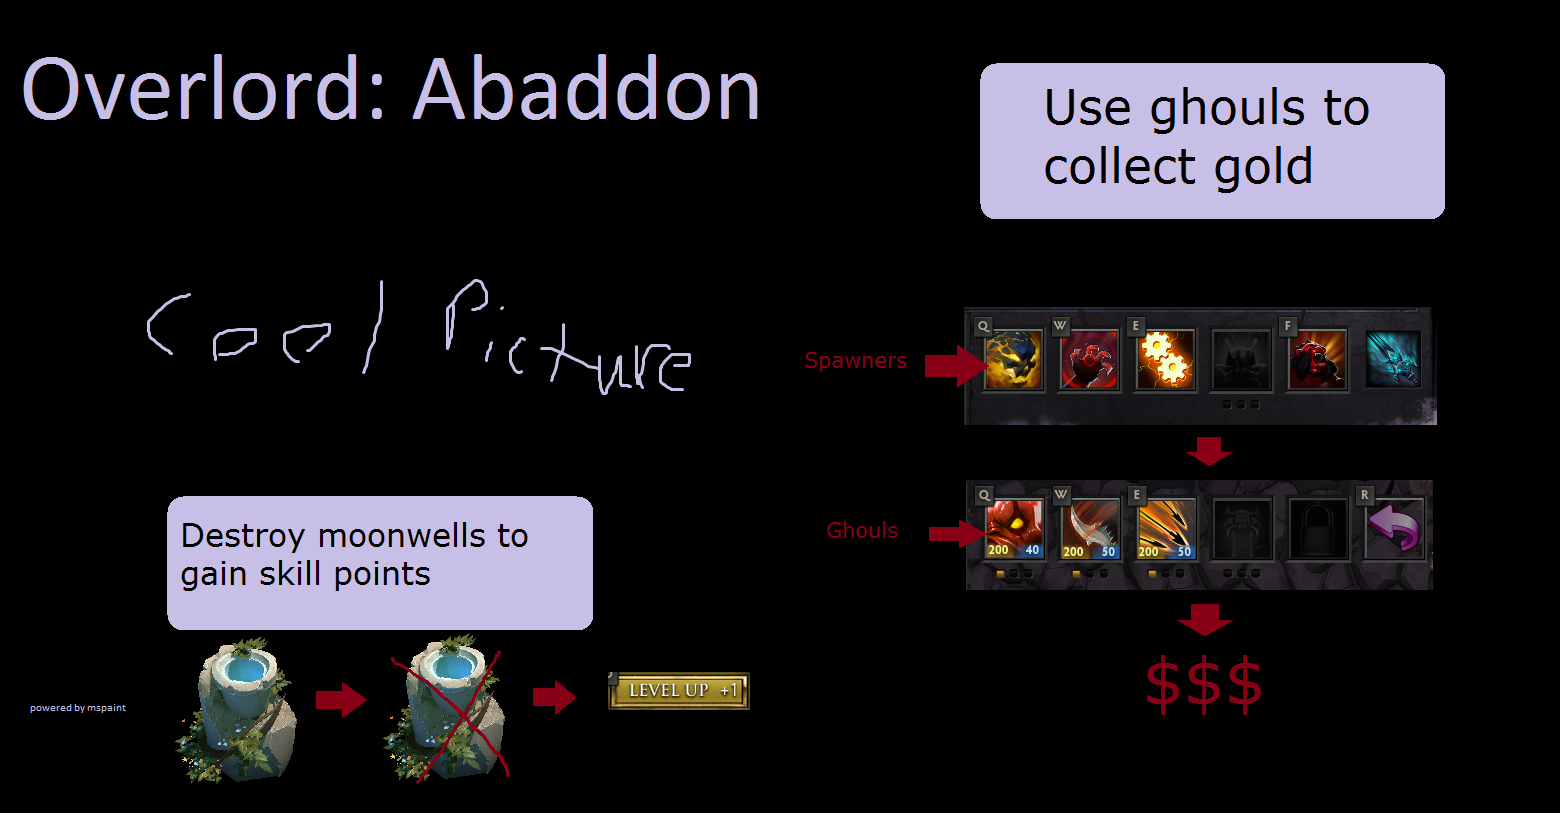 Overlord: Abaddon
Use ghouls to
collect gold
Cool Picture
Spawners
Q W E F
Ghouls
Q W E R
200 40 200 50 200 50
$$$
Destroy moonwells to
gain skill points
LEVEL UP +1
powered by mspaint